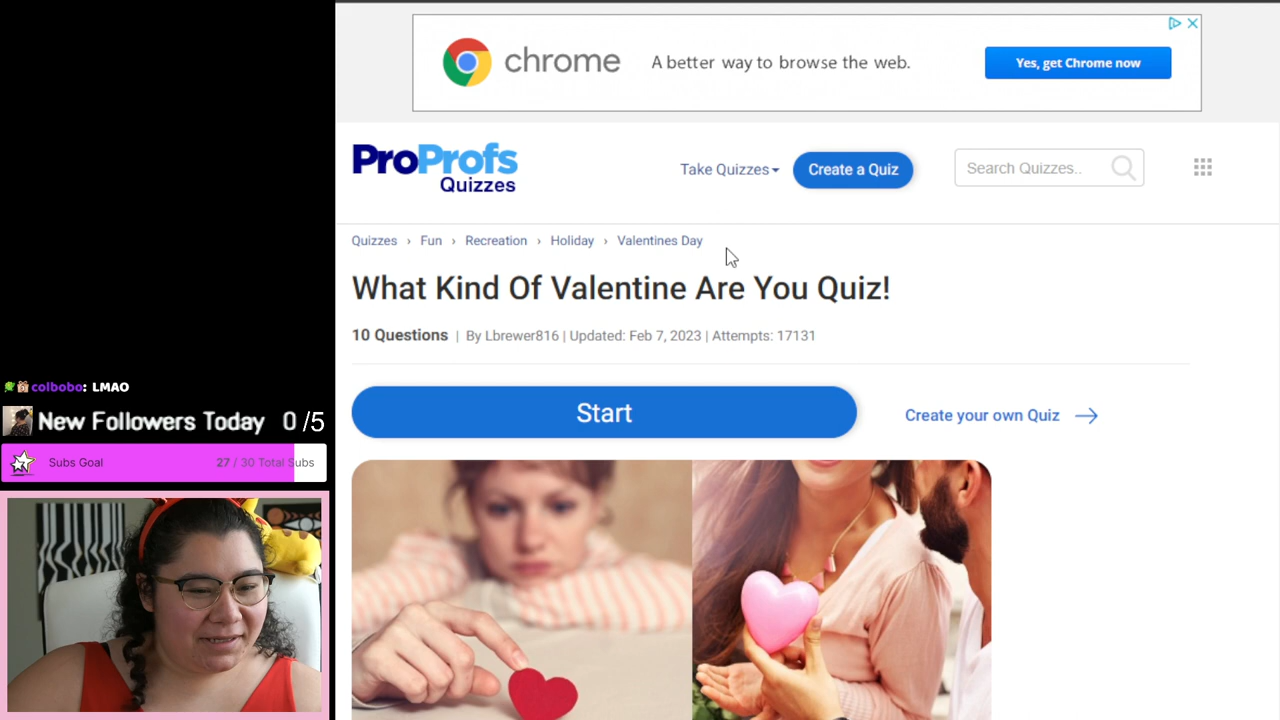 chrome
A better way to browse the web.
Yes, get Chrome now
ProProfs
Quizzes
Take Quizzes
Create a Quiz
Search Quizzes..
Quizzes › Fun › Recreation › Holiday › Valentines Day
What Kind Of Valentine Are You Quiz!
10 Questions | By Lbrewer816 | Updated: Feb 7, 2023 | Attempts: 17131
Start
Create your own Quiz
colbobo: LMAO
New Followers Today 0 /5
Subs Goal 27 / 30 Total Subs